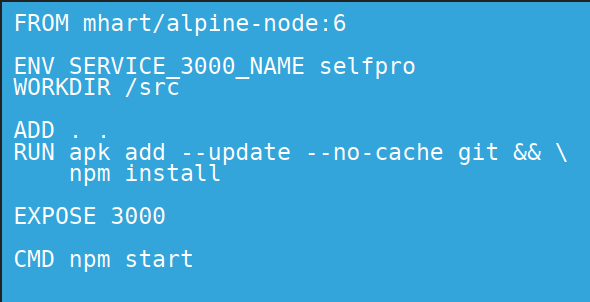 FROM mhart/alpine-node:6
ENV SERVICE_3000_NAME selfpro
WORKDIR /src
ADD . .
RUN apk add --update --no-cache git && \
npm install
EXPOSE 3000
CMD npm start